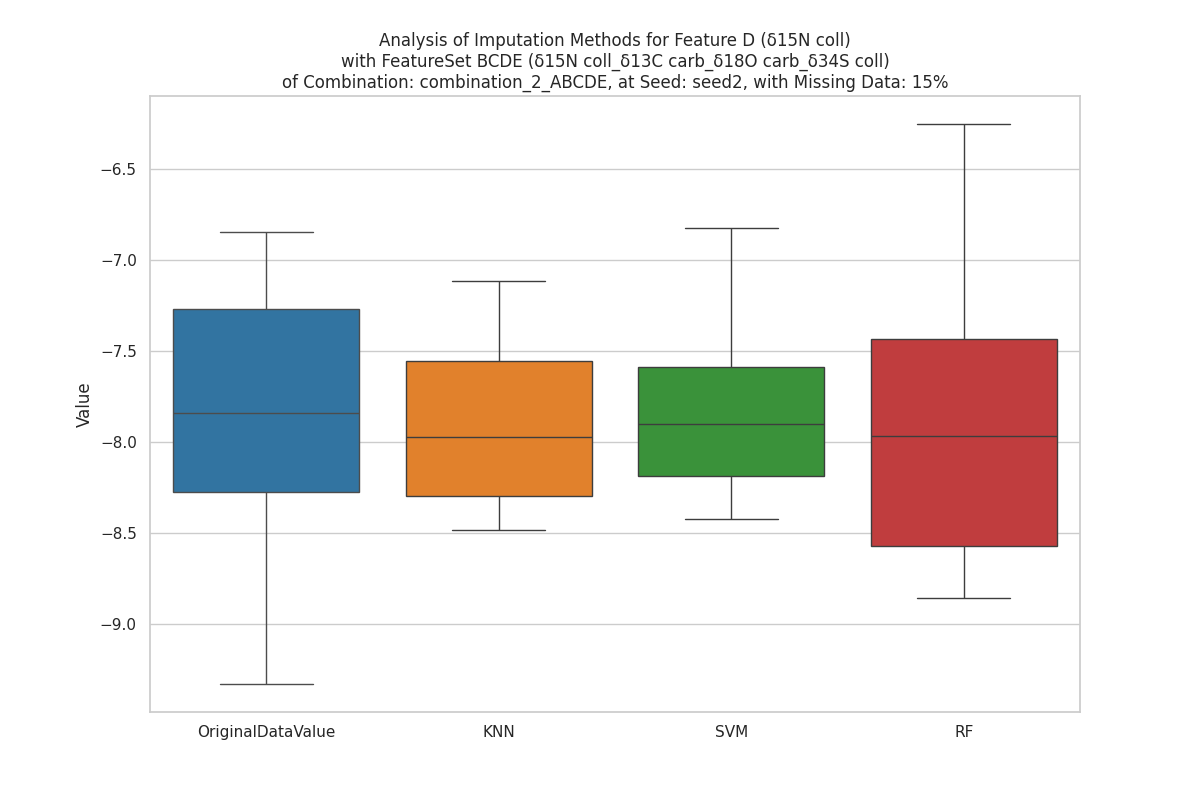 Analysis of Imputation Methods for Feature D (δ15N coll)
with FeatureSet BCDE (δ15N coll_δ13C carb_δ18O carb_δ34S coll)
of Combination: combination_2_ABCDE, at Seed: seed2, with Missing Data: 15%
−6.5
−7.0
−7.5
−8.0
−8.5
−9.0
Value
OriginalDataValue
KNN
SVM
RF